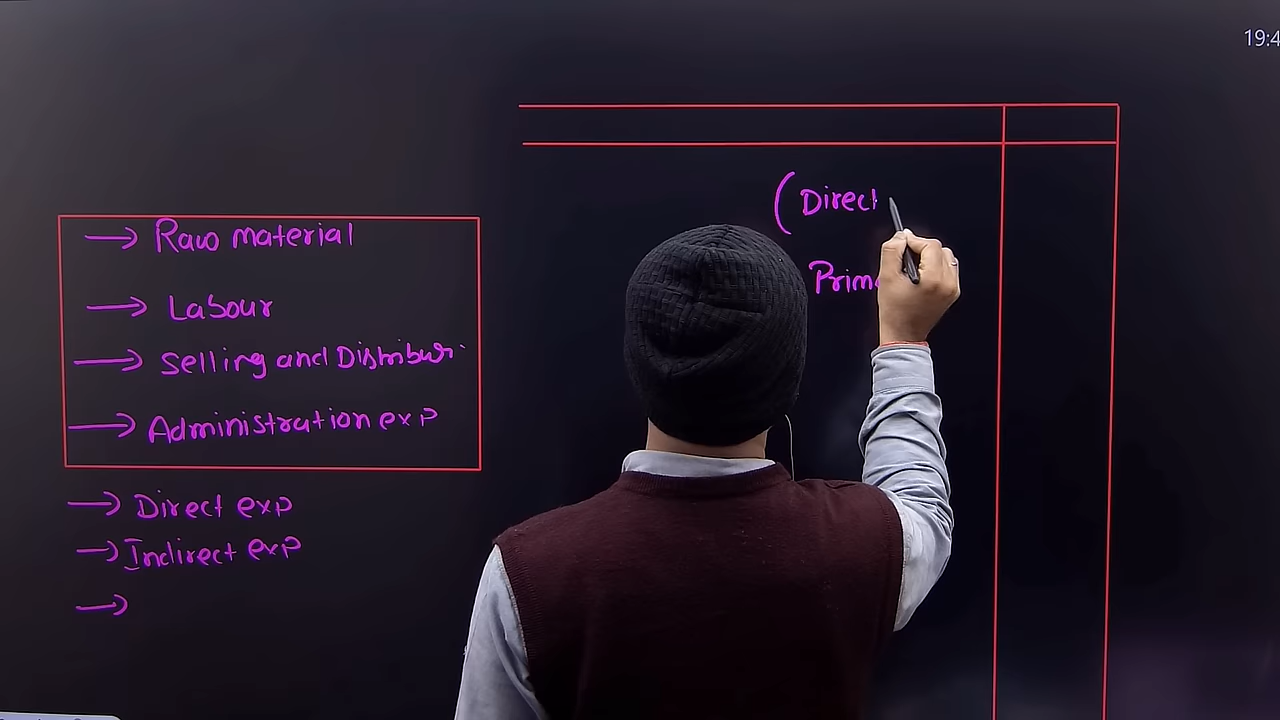 → Raw material
→ Labour
→ Selling and Distribu
→ Administration exp
→ Direct exp
→ Indirect exp
→
(Direct
Prim
19:4